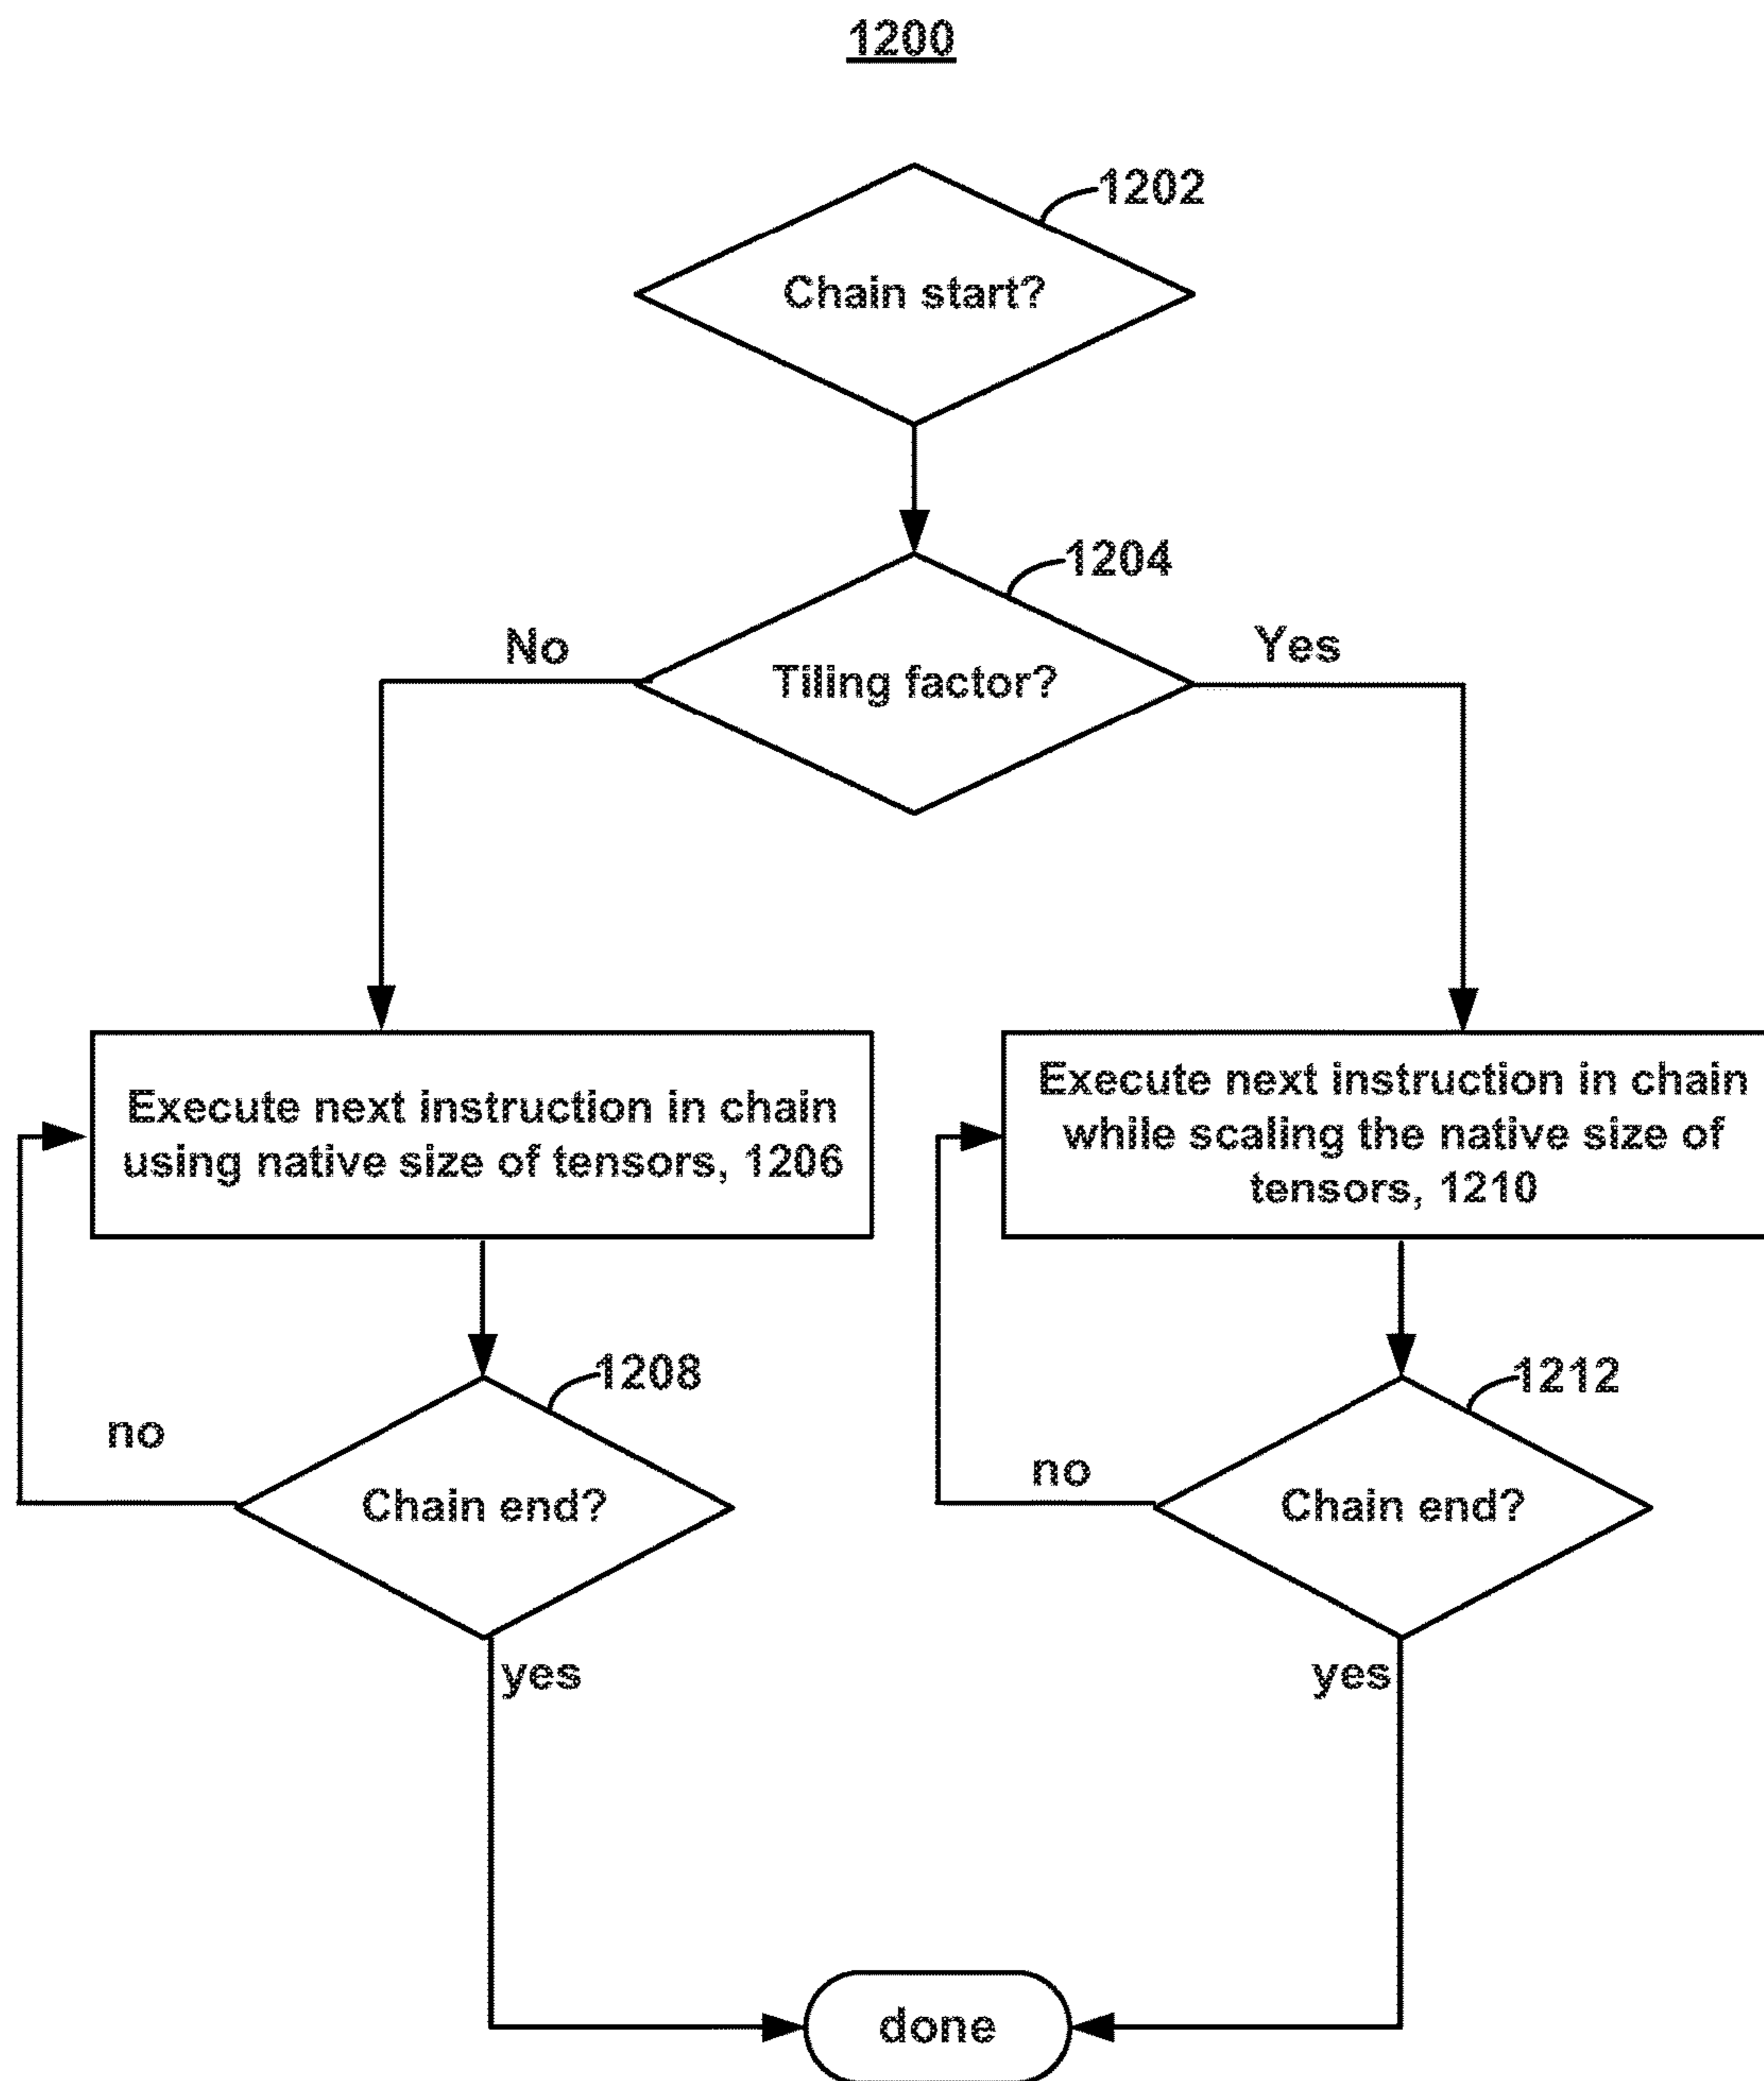 1200
1202
Chain start?
1204
No
Yes
Tiling factor?
Execute next instruction in chain
using native size of tensors, 1206
Execute next instruction in chain
while scaling the native size of
tensors, 1210
1208
1212
no
no
Chain end?
Chain end?
yes
yes
done